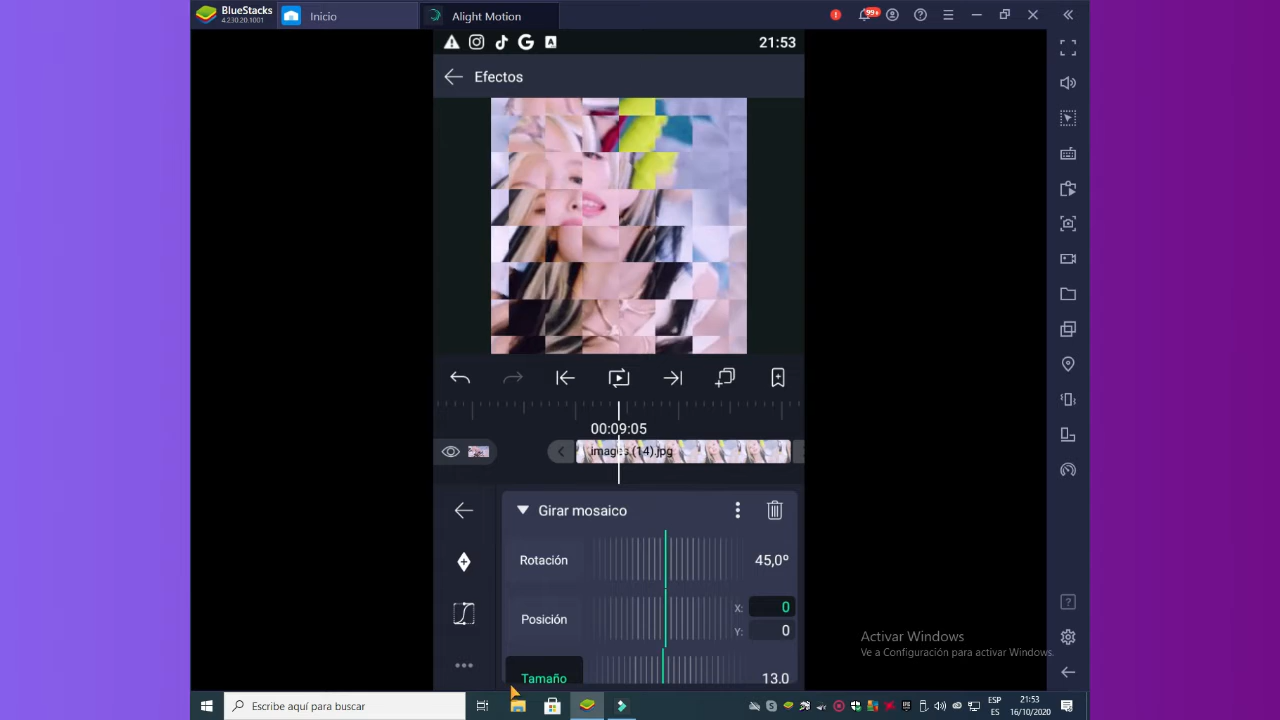 BlueStacks
4.230.20.1001
Inicio
Alight Motion
99+
21:53
Efectos
00:09:05
images (14).jpg
Girar mosaico
Rotación
45,0º
Posición
X:
0
Y:
0
Tamaño
13.0
Activar Windows
Ve a Configuración para activar Windows.
Escribe aquí para buscar
ESP
ES
21:53
16/10/2020